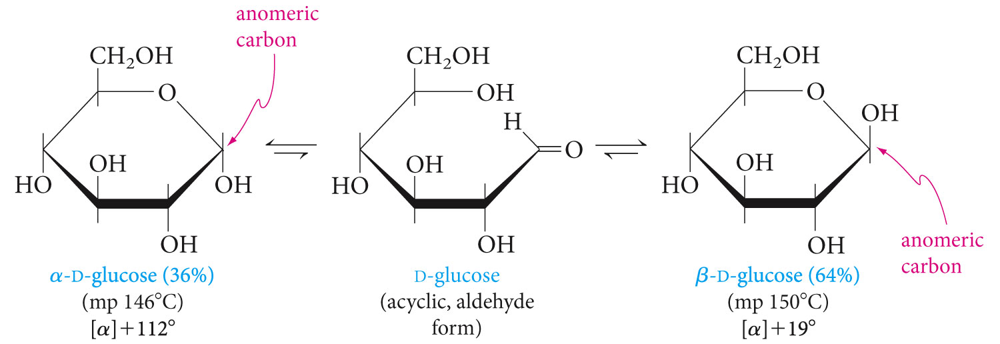 anomeric
carbon
CH₂OH
O
OH
HO
OH
OH
α-D-glucose (36%)
(mp 146°C)
[α]+112°
CH₂OH
OH
H
O
OH
HO
OH
D-glucose
(acyclic, aldehyde
form)
CH₂OH
O
OH
OH
HO
OH
anomeric
carbon
β-D-glucose (64%)
(mp 150°C)
[α]+19°